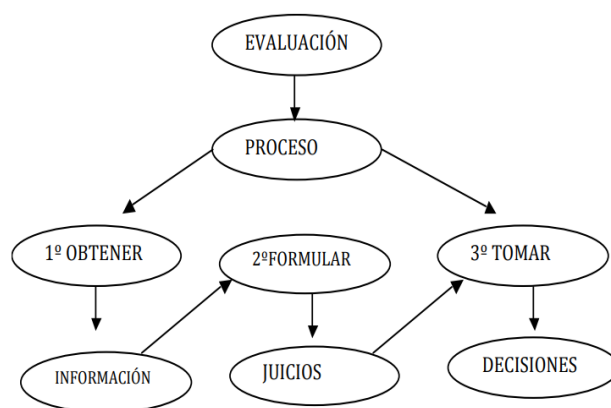 EVALUACIÓN
PROCESO
1º OBTENER
2ºFORMULAR
3º TOMAR
INFORMACIÓN
JUICIOS
DECISIONES